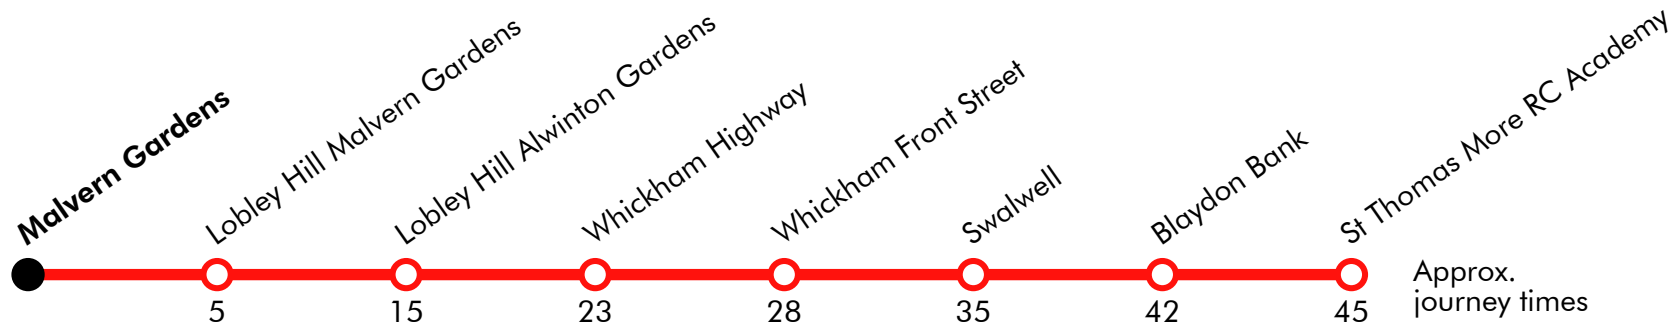 Malvern Gardens
Lobley Hill Malvern Gardens
Lobley Hill Alwinton Gardens
Whickham Highway
Whickham Front Street
Swalwell
Blaydon Bank
St Thomas More RC Academy
5
15
23
28
35
42
45
Approx.
journey times